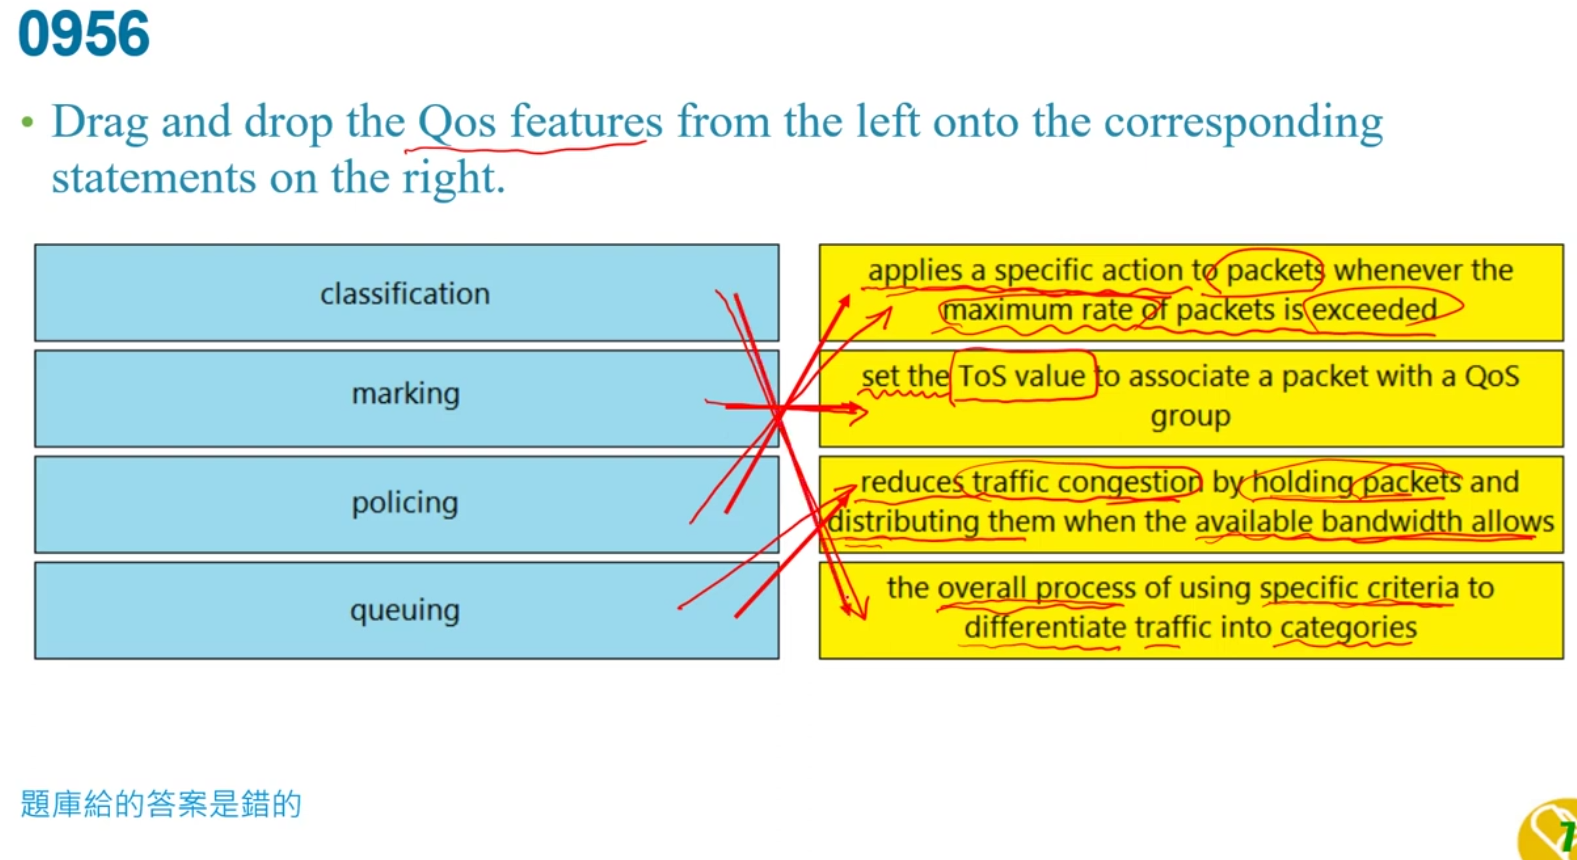 0956
• Drag and drop the Qos features from the left onto the corresponding
statements on the right.
classification
applies a specific action to packets whenever the
maximum rate of packets is exceeded
marking
set the ToS value to associate a packet with a QoS
group
policing
reduces traffic congestion by holding packets and
distributing them when the available bandwidth allows
queuing
the overall process of using specific criteria to
differentiate traffic into categories
題庫給的答案是錯的
7